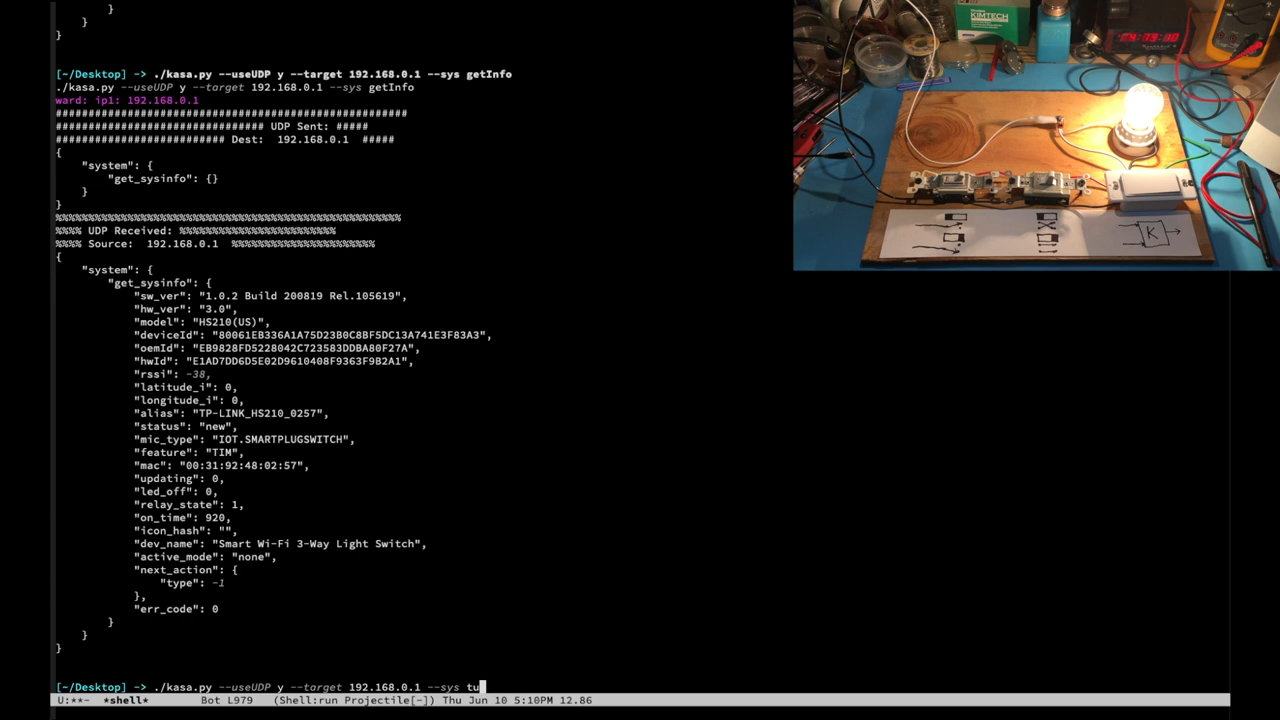 }
}
[~/Desktop] -> ./kasa.py --useUDP y --target 192.168.0.1 --sys getInfo
./kasa.py --useUDP y --target 192.168.0.1 --sys getInfo
ward: ip1: 192.168.0.1
######################################################
################################ UDP Sent: #####
########################## Dest:  192.168.0.1  #####
{
    "system": {
        "get_sysinfo": {}
    }
}
%%%%%%%%%%%%%%%%%%%%%%%%%%%%%%%%%%%%%%%%%%%%%%%%%%%%%
%%%% UDP Received: %%%%%%%%%%%%%%%%%%%%%%%%
%%%% Source:  192.168.0.1  %%%%%%%%%%%%%%%%%%%%%%
{
    "system": {
        "get_sysinfo": {
            "sw_ver": "1.0.2 Build 200819 Rel.105619",
            "hw_ver": "3.0",
            "model": "HS210(US)",
            "deviceId": "80061EB336A1A75D23B0C8BF5DC13A741E3F83A3",
            "oemId": "EB9828FD5228042C723583DDBA80F27A",
            "hwId": "E1AD7DD6D5E02D9610408F9363F9B2A1",
            "rssi": -38,
            "latitude_i": 0,
            "longitude_i": 0,
            "alias": "TP-LINK_HS210_0257",
            "status": "new",
            "mic_type": "IOT.SMARTPLUGSWITCH",
            "feature": "TIM",
            "mac": "00:31:92:48:02:57",
            "updating": 0,
            "led_off": 0,
            "relay_state": 1,
            "on_time": 920,
            "icon_hash": "",
            "dev_name": "Smart Wi-Fi 3-Way Light Switch",
            "active_mode": "none",
            "next_action": {
                "type": -1
            },
            "err_code": 0
        }
    }
}
[~/Desktop] -> ./kasa.py --useUDP y --target 192.168.0.1 --sys tu
U:**-  *shell*        Bot L979   (Shell:run Projectile[-]) Thu Jun 10 5:10PM 12.86
KIMTECH
K